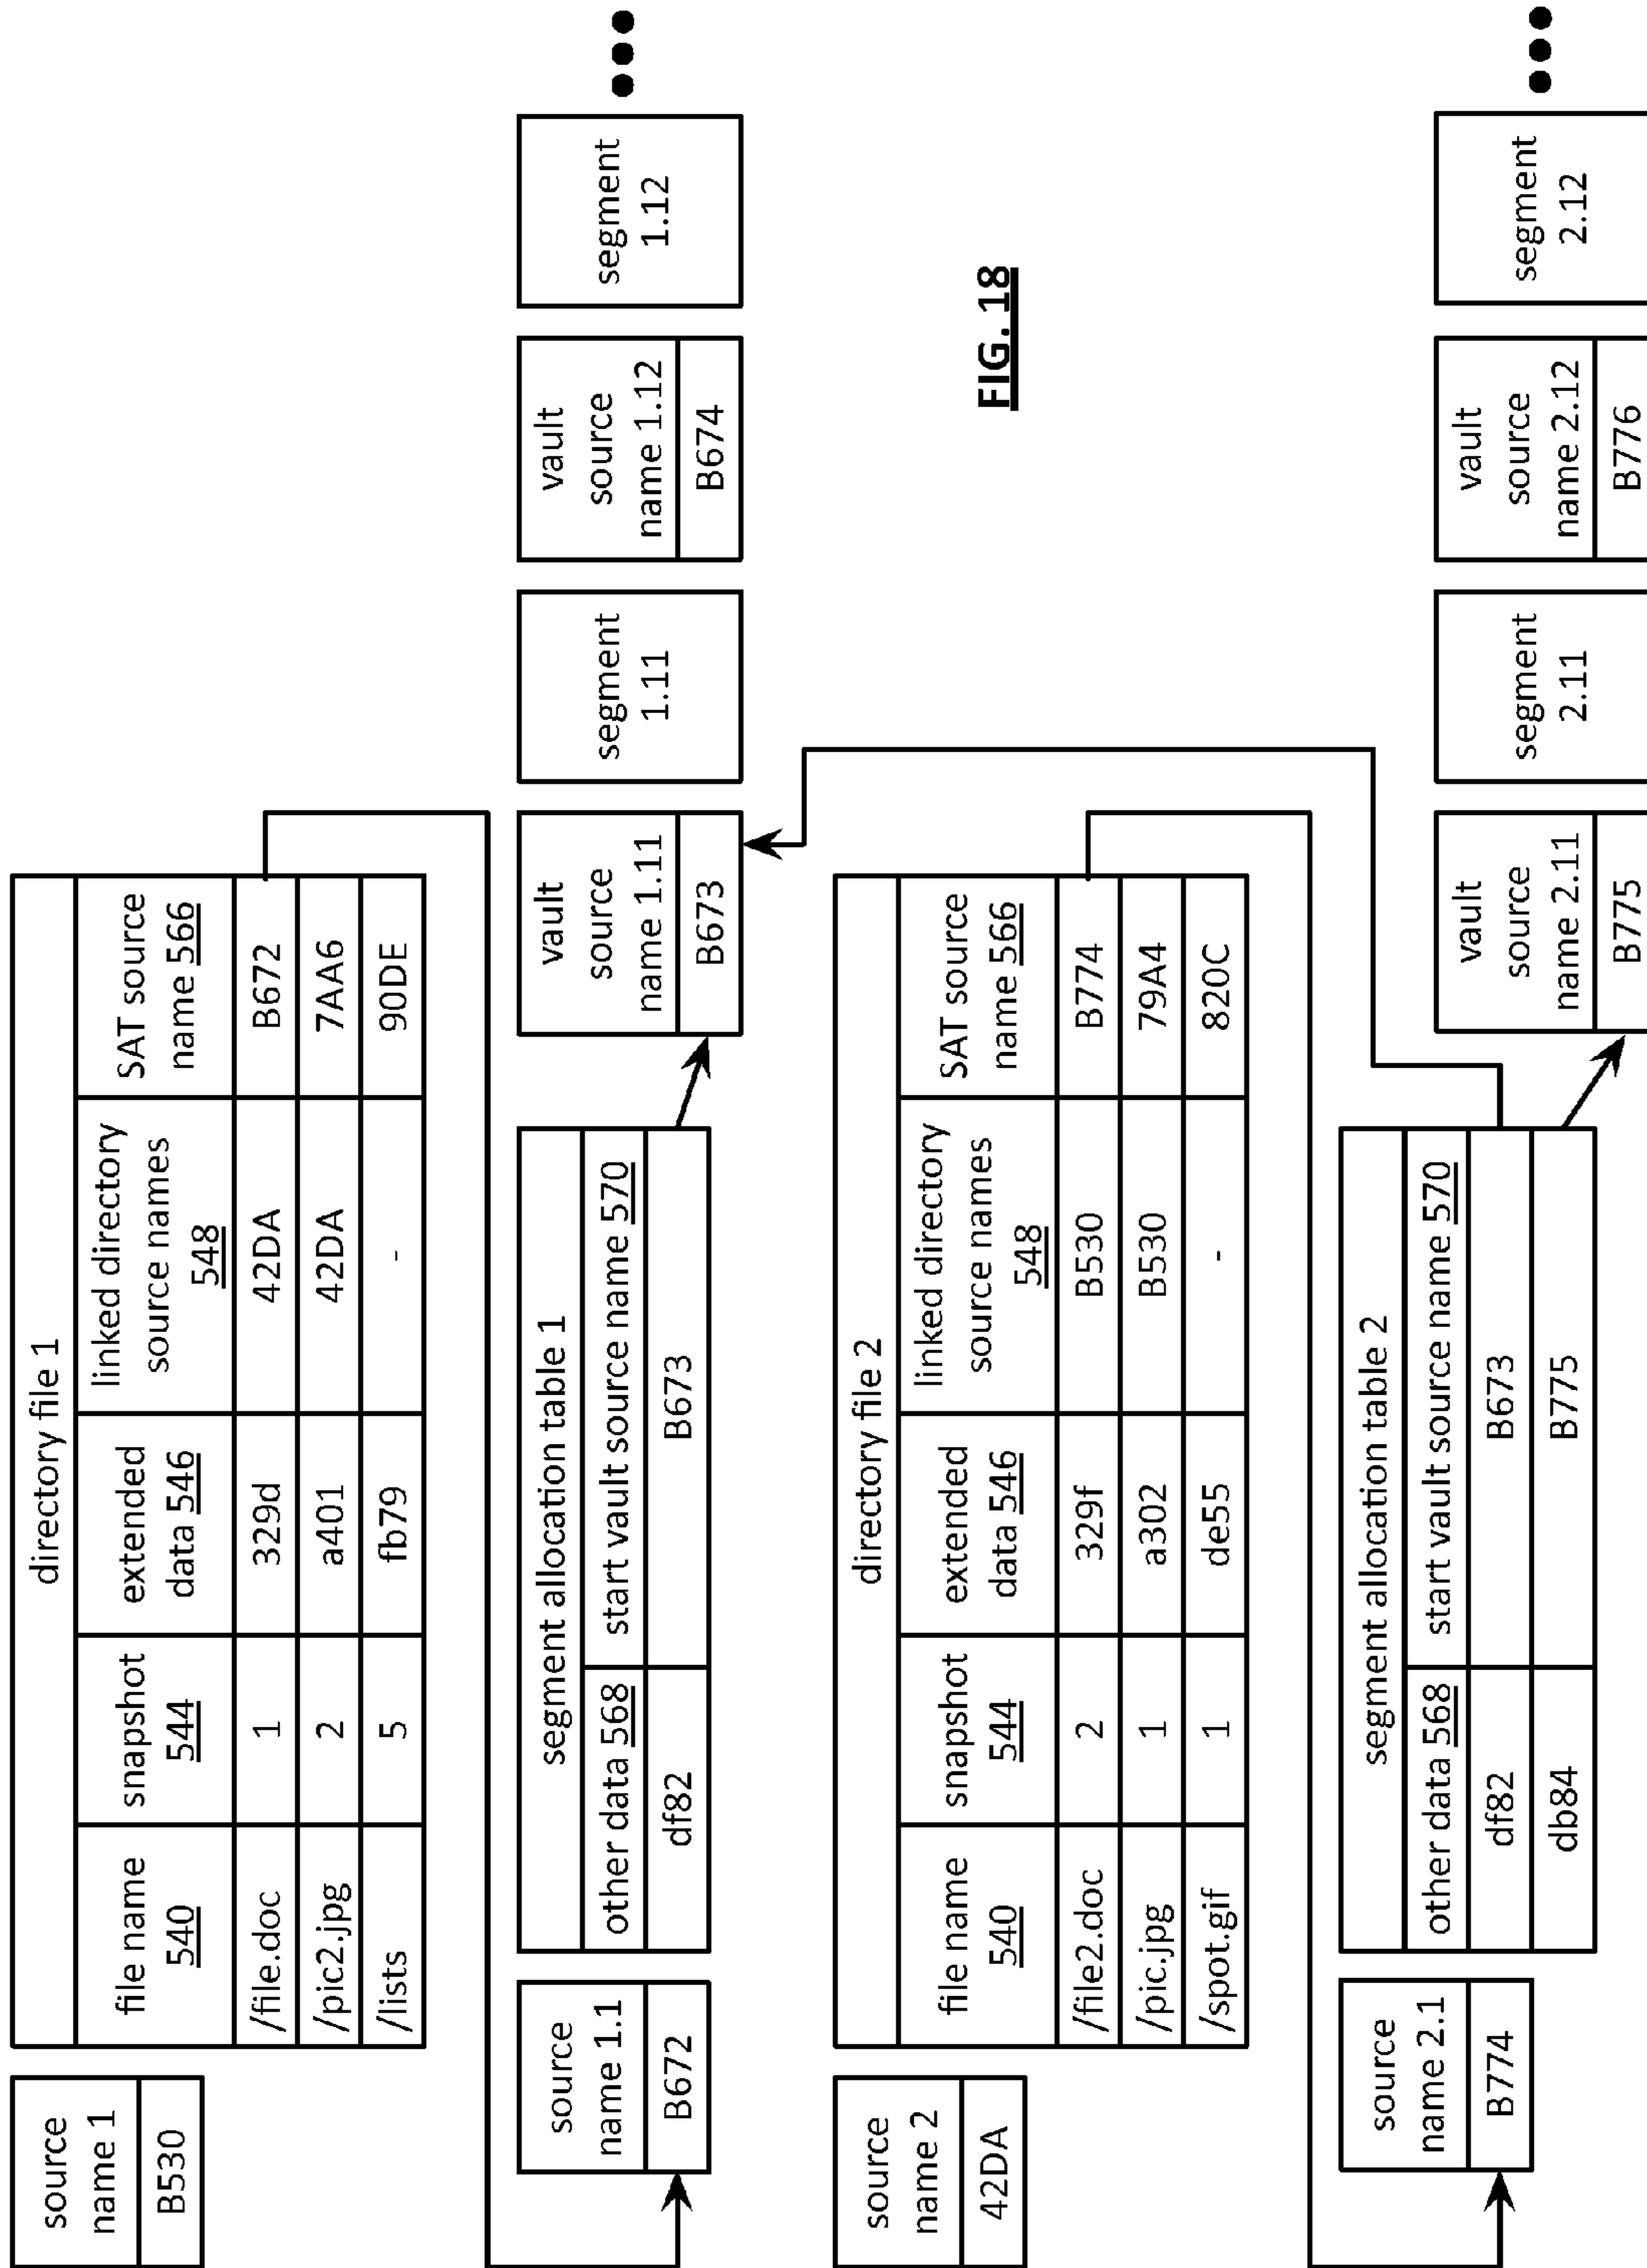 source
name 1
B530
directory file 1
file name
540
snapshot
544
extended
data 546
linked directory
source names
548
SAT source
name 566
/file.doc
1
329d
42DA
B672
/pic2.jpg
2
a401
42DA
7AA6
/lists
5
fb79
-
90DE
source
name 1.1
B672
segment allocation table 1
other data 568
start vault source name 570
df82
B673
vault
source
name 1.11
B673
segment
1.11
vault
source
name 1.12
B674
segment
1.12
source
name 2
42DA
directory file 2
file name
540
snapshot
544
extended
data 546
linked directory
source names
548
SAT source
name 566
/file2.doc
2
329f
B530
B774
/pic.jpg
1
a302
B530
79A4
/spot.gif
1
de55
-
820C
FIG. 18
source
name 2.1
B774
segment allocation table 2
other data 568
start vault source name 570
df82
B673
db84
B775
vault
source
name 2.11
B775
segment
2.11
vault
source
name 2.12
B776
segment
2.12